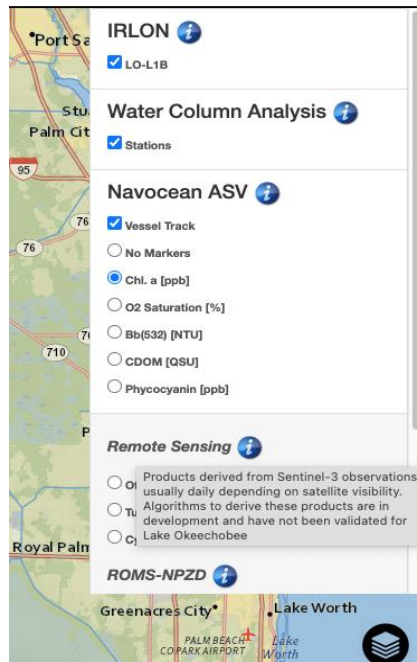 Port Sa
IRLON
LO-L1B
Stu
Palm Cit
Water Column Analysis
Stations
95
Navocean ASV
Vessel Track
76
No Markers
76
Chl. a [ppb]
O2 Saturation [%]
Bb(532) [NTU]
710
CDOM [QSU]
Phycocyanin [ppb]
P
Remote Sensing
Products derived from Sentinel-3 observations
usually daily depending on satellite visibility.
Algorithms to derive these products are in
development and have not been validated for
Lake Okeechobee
Tu
Cy
Royal Palm
ROMS-NPZD
Greenacres City
Lake Worth
PALM BEACH
CO PARK AIRPORT
Lake
Worth